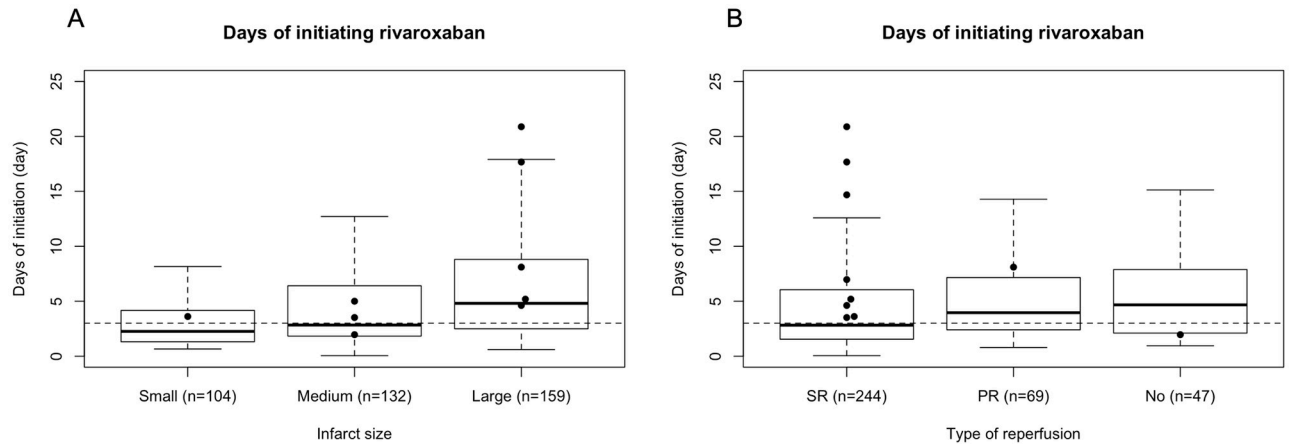 A
Days of initiating rivaroxaban
Days of initiation (day)
25
20
15
10
5
0
Small (n=104)
Medium (n=132)
Large (n=159)
Infarct size
B
Days of initiating rivaroxaban
Days of initiation (day)
25
20
15
10
5
0
SR (n=244)
PR (n=69)
No (n=47)
Type of reperfusion